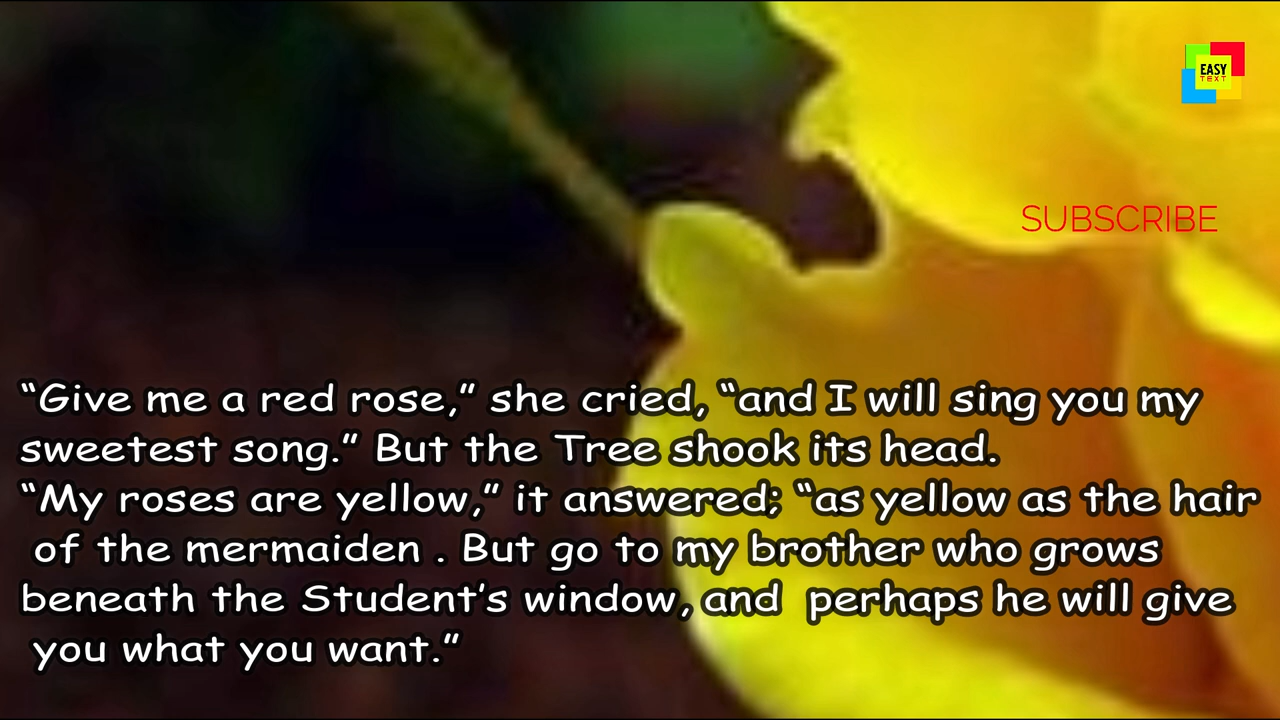 EASY
TEXT
SUBSCRIBE
“Give me a red rose,” she cried, “and I will sing you my
sweetest song.” But the Tree shook its head.
“My roses are yellow,” it answered; “as yellow as the hair
of the mermaiden . But go to my brother who grows
beneath the Student’s window, and perhaps he will give
you what you want.”